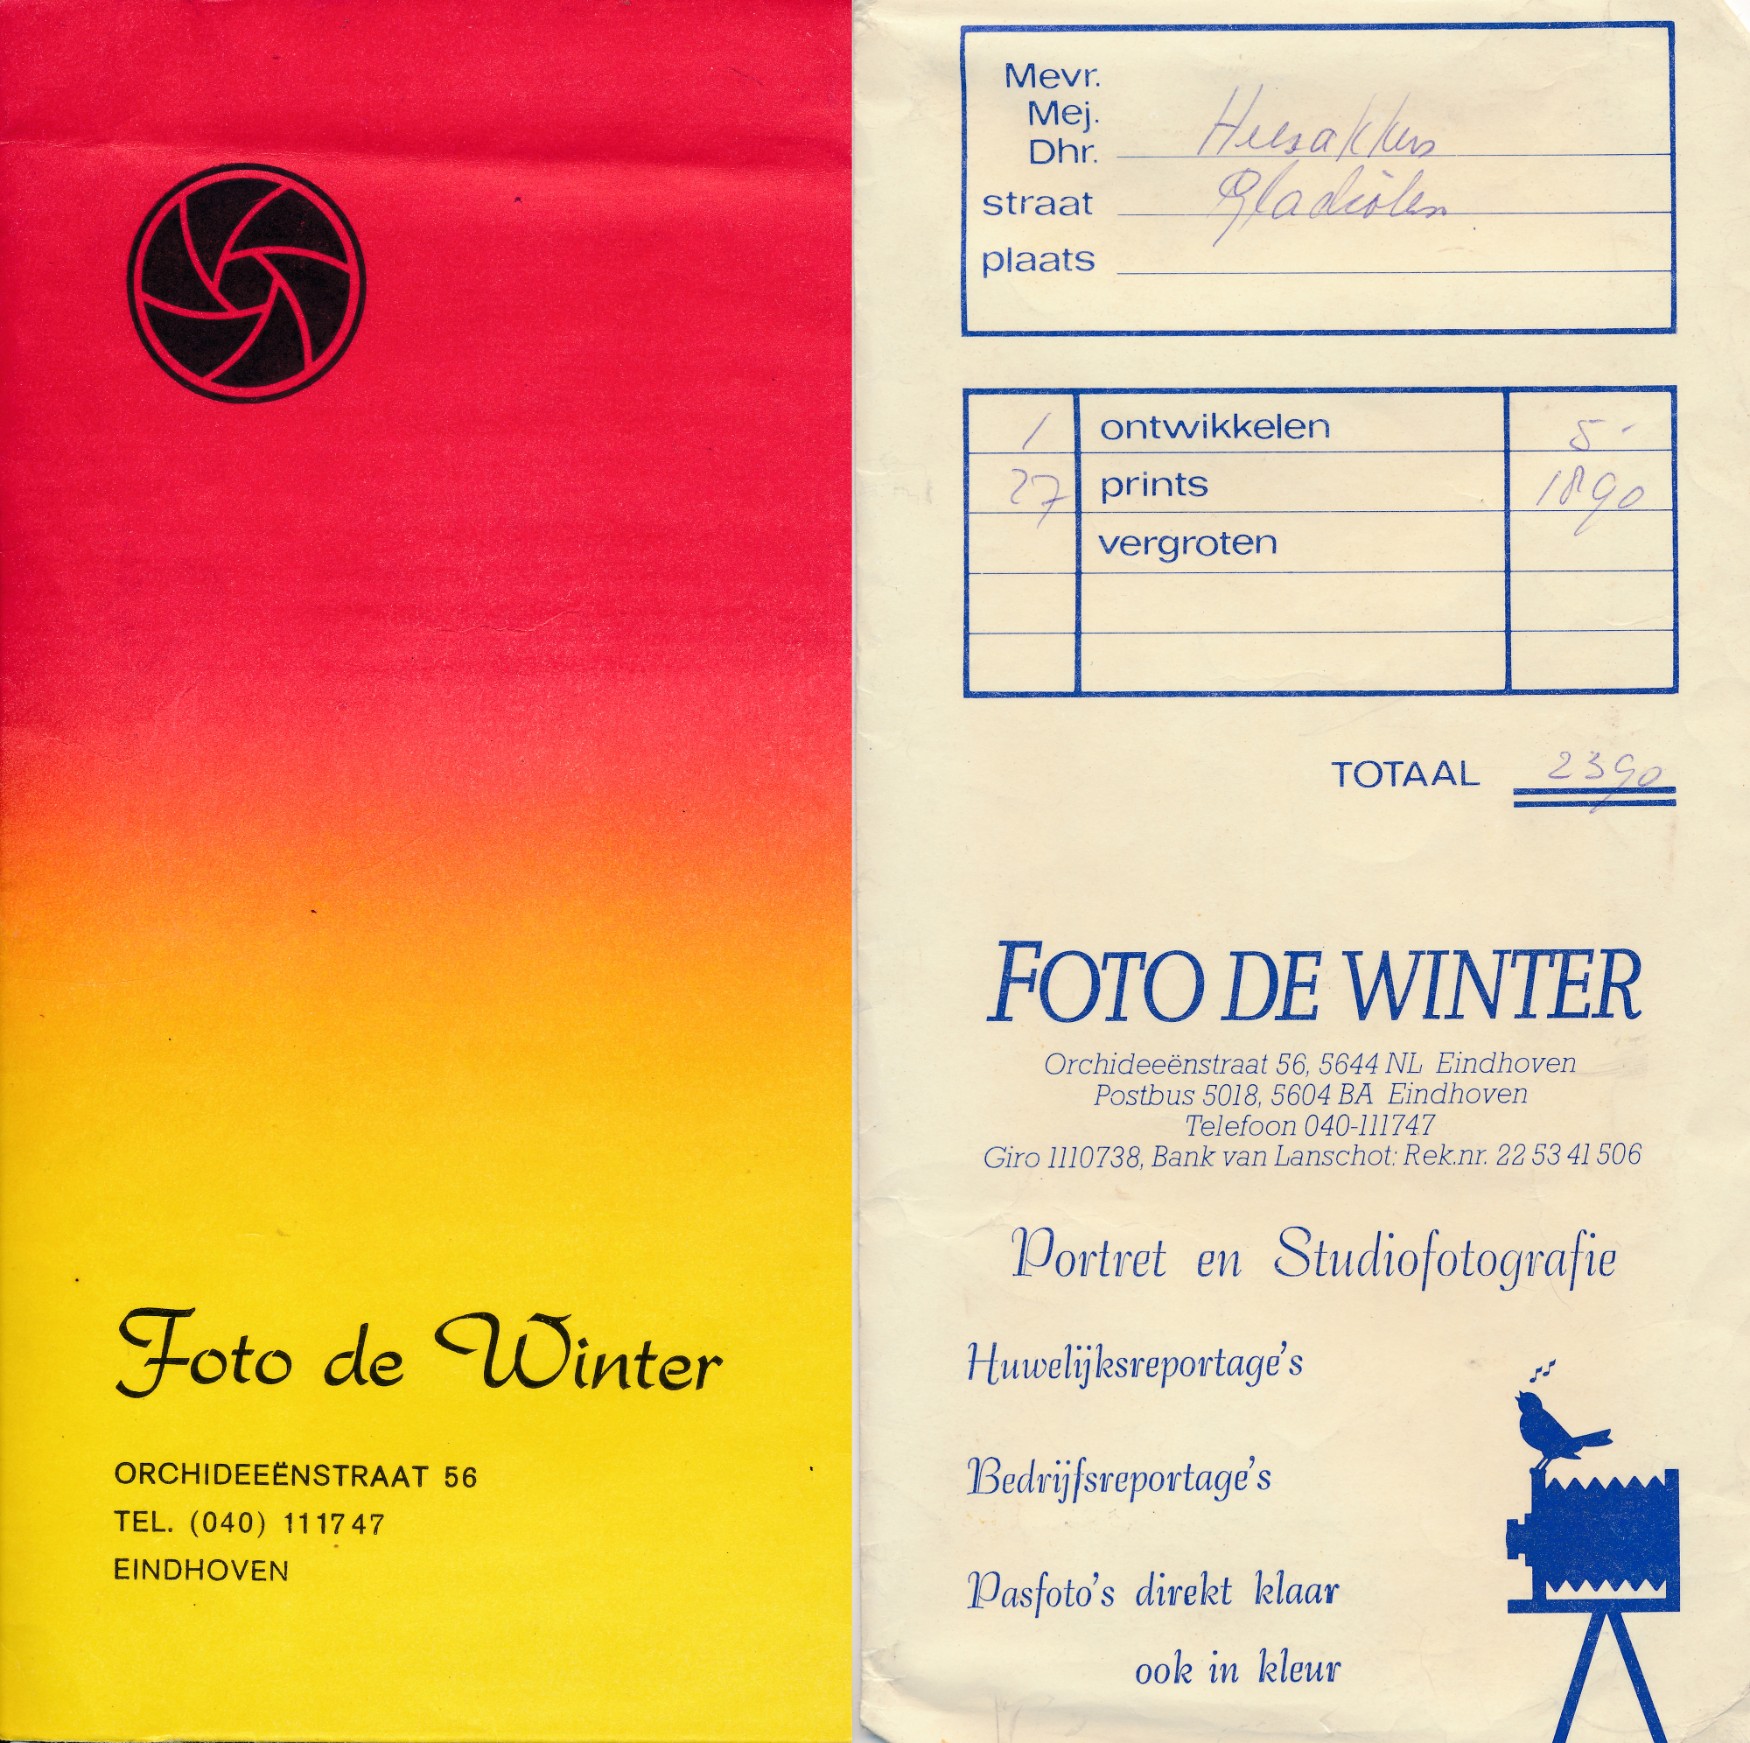 Foto de Winter
ORCHIDEEËNSTRAAT 56
TEL. (040) 111747
EINDHOVEN
Mevr.
Mej.
Dhr. Heesakkers
straat Gladiolen
plaats
1 ontwikkelen 5-
27 prints 1890
vergroten
TOTAAL 2390
FOTO DE WINTER
Orchideeënstraat 56, 5644 NL Eindhoven
Postbus 5018, 5604 BA Eindhoven
Telefoon 040-111747
Giro 1110738, Bank van Lanschot: Rek.nr. 22 53 41 506
Portret en Studiofotografie
Huwelijksreportage's
Bedrijfsreportage's
Pasfoto's direkt klaar
ook in kleur